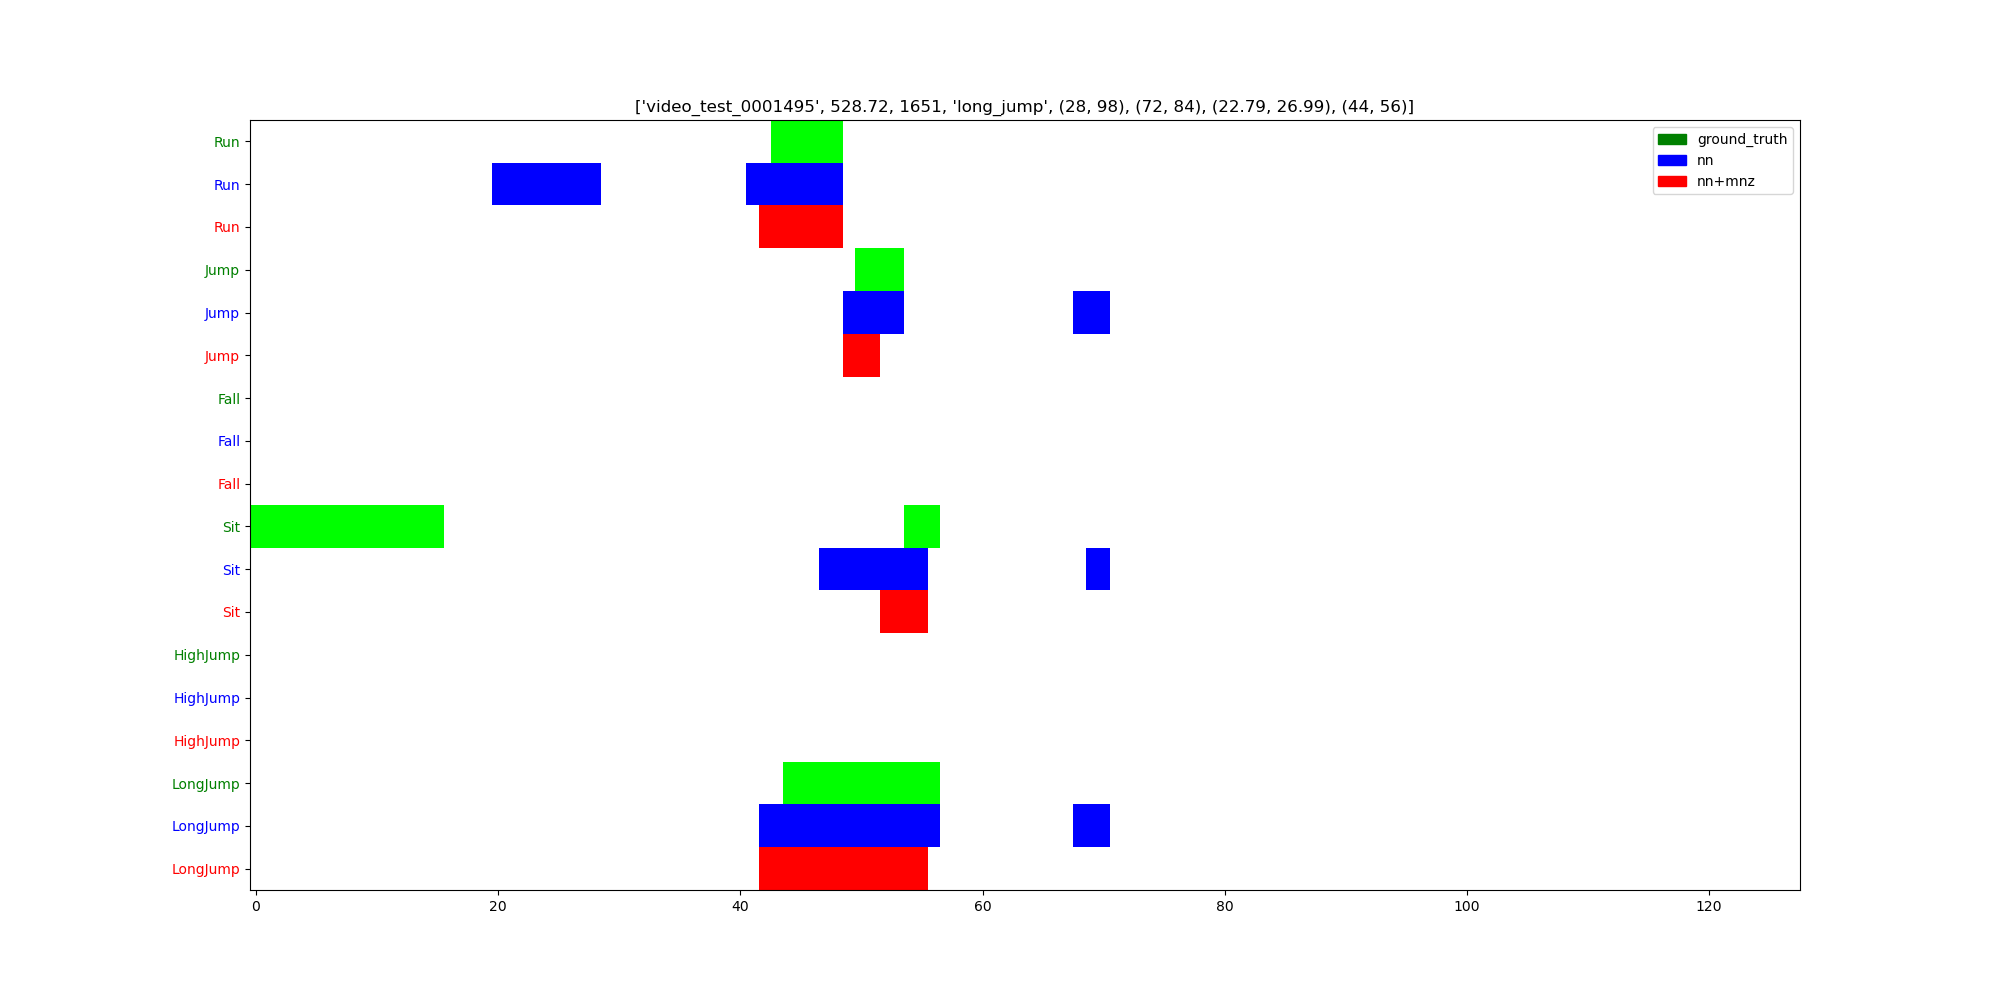 ['video_test_0001495', 528.72, 1651, 'long_jump', (28, 98), (72, 84), (22.79, 26.99), (44, 56)]
ground_truth
nn
nn+mnz
Run
Run
Run
Jump
Jump
Jump
Fall
Fall
Fall
Sit
Sit
Sit
HighJump
HighJump
HighJump
LongJump
LongJump
LongJump
0 20 40 60 80 100 120